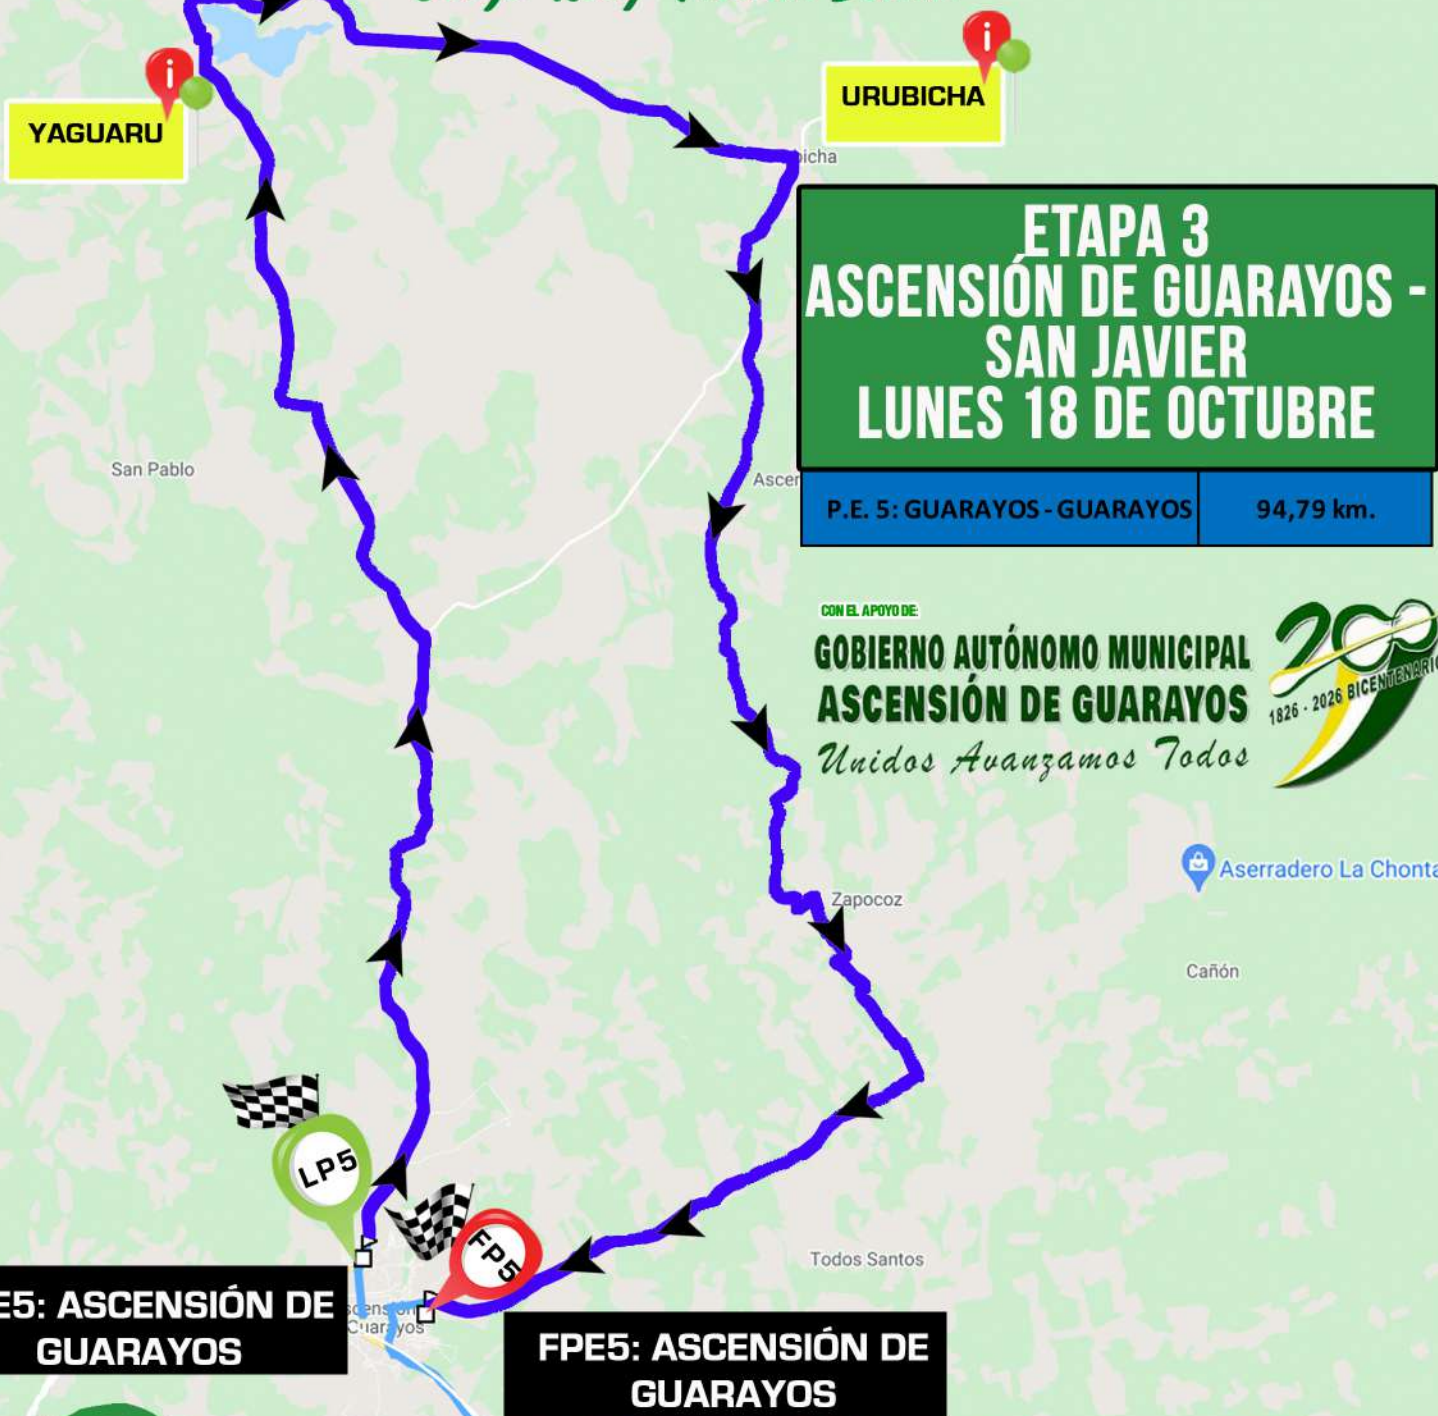 YAGUARU
URUBICHA
ETAPA 3
ASCENSIÓN DE GUARAYOS -
SAN JAVIER
LUNES 18 DE OCTUBRE
San Pablo
P.E. 5: GUARAYOS - GUARAYOS 94,79 km.
CON EL APOYO DE:
GOBIERNO AUTÓNOMO MUNICIPAL
ASCENSIÓN DE GUARAYOS
Unidos Avanzamos Todos
200
1826 - 2026 BICENTENARIO
Aserradero La Chonta
Zapocoz
Cañón
LP5
FP5
Todos Santos
E5: ASCENSIÓN DE
GUARAYOS
Guarayos
FPE5: ASCENSIÓN DE
GUARAYOS